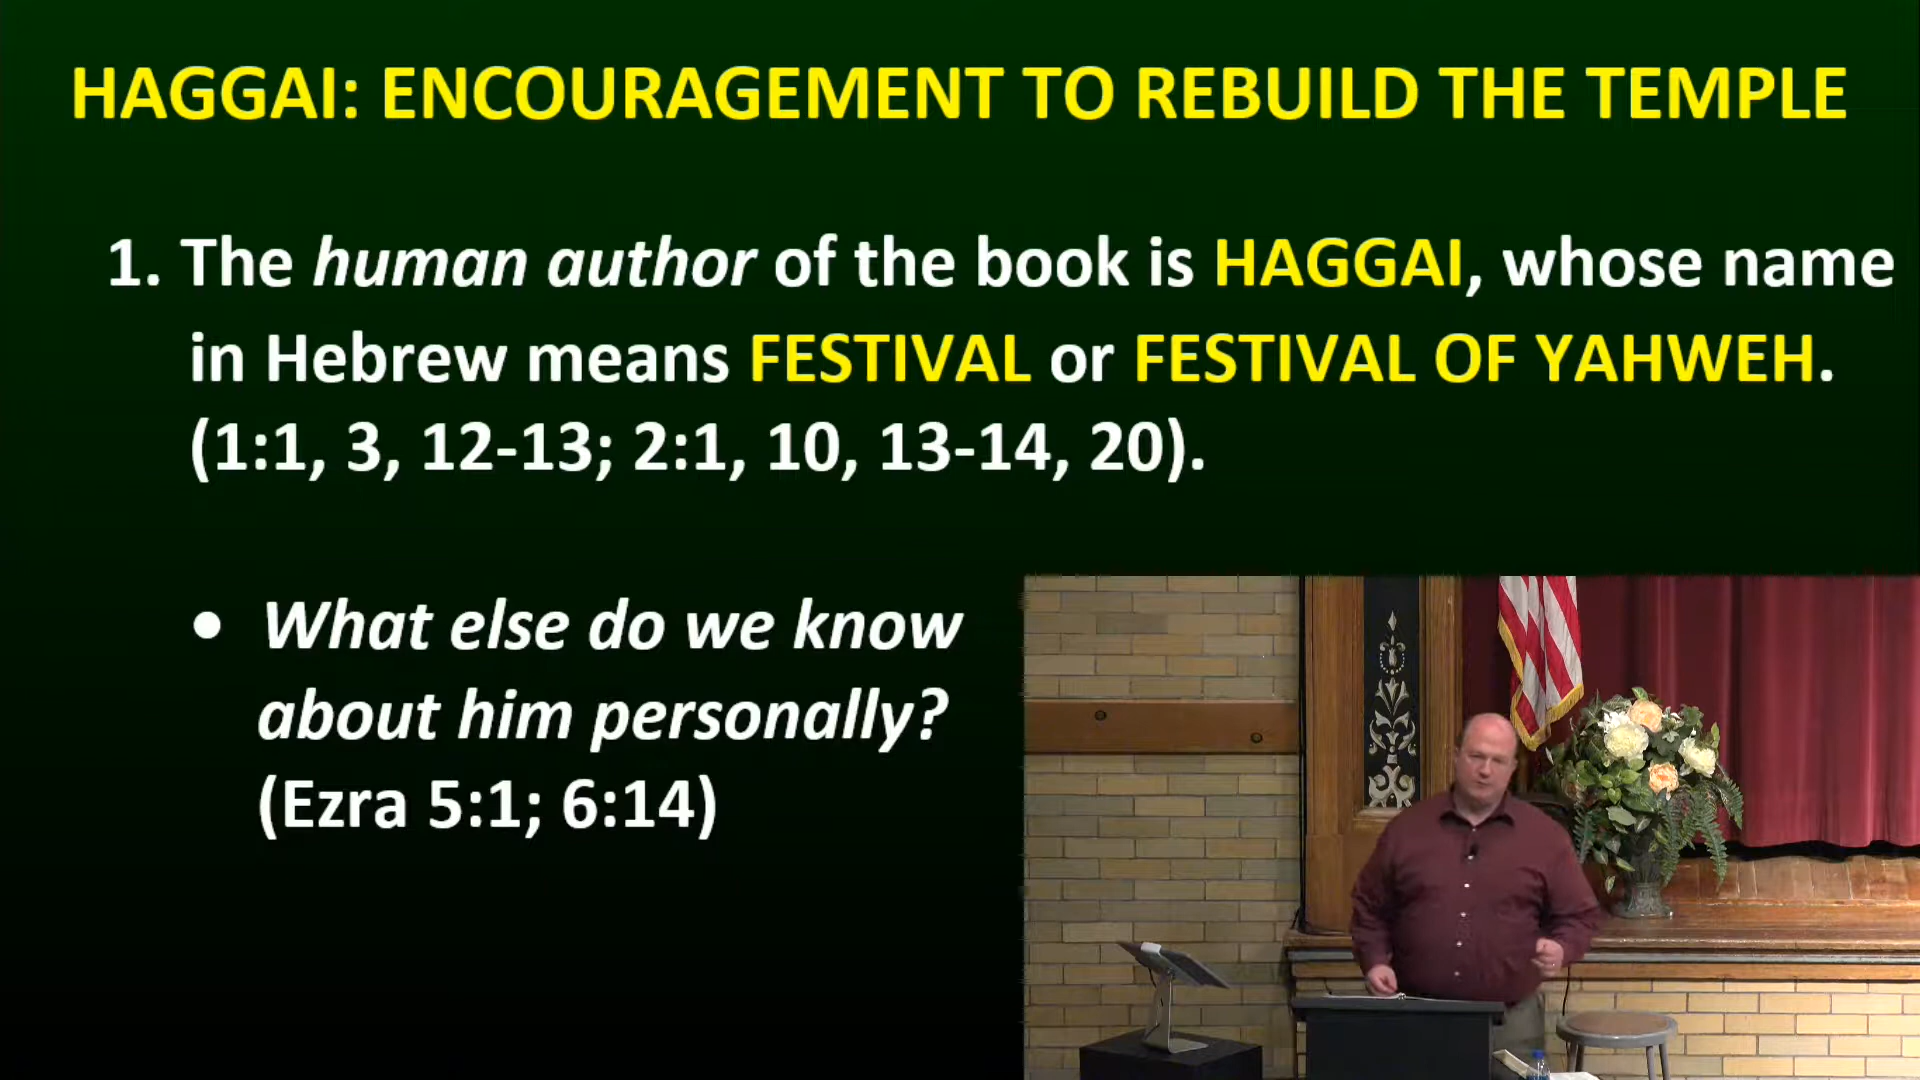 HAGGAI: ENCOURAGEMENT TO REBUILD THE TEMPLE
1. The human author of the book is HAGGAI, whose name
in Hebrew means FESTIVAL or FESTIVAL OF YAHWEH.
(1:1, 3, 12-13; 2:1, 10, 13-14, 20).
• What else do we know
about him personally?
(Ezra 5:1; 6:14)